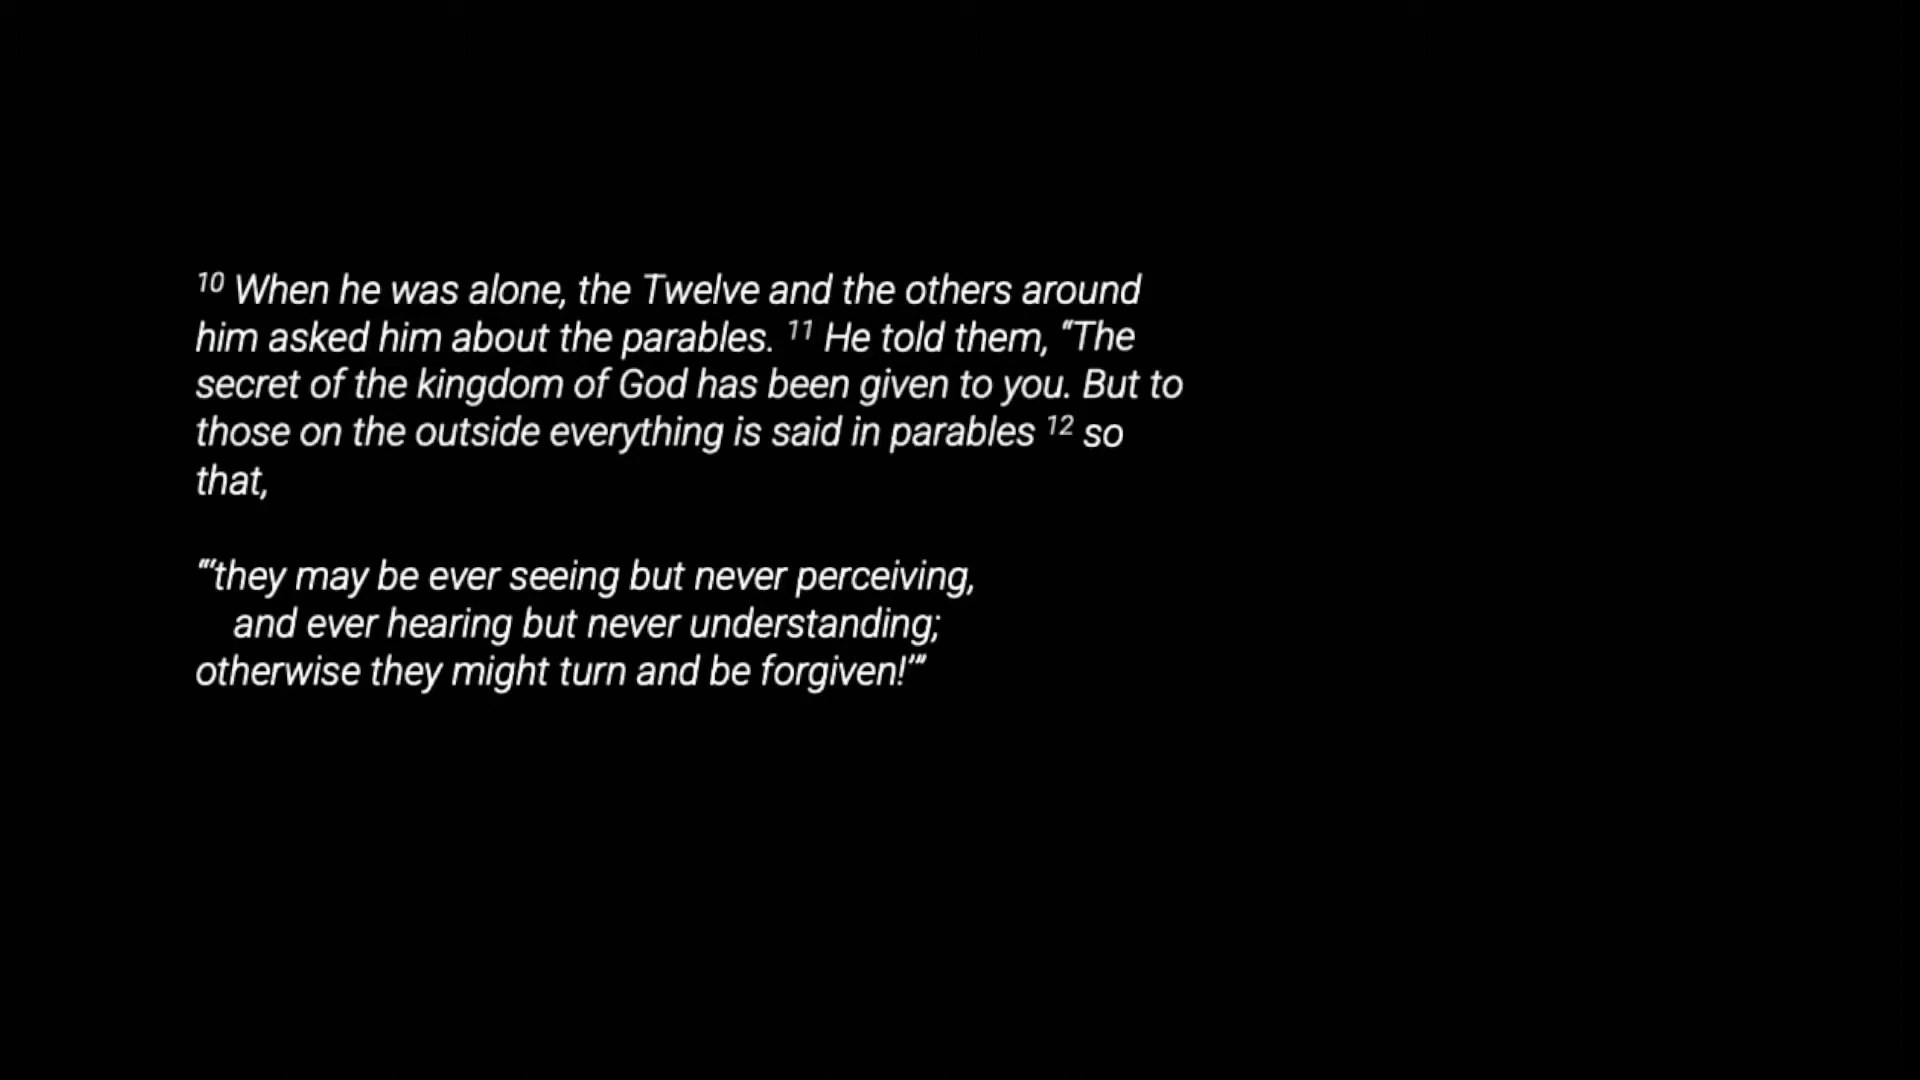 10 When he was alone, the Twelve and the others around
him asked him about the parables. 11 He told them, “The
secret of the kingdom of God has been given to you. But to
those on the outside everything is said in parables 12 so
that,
“‘they may be ever seeing but never perceiving,
and ever hearing but never understanding;
otherwise they might turn and be forgiven!’”